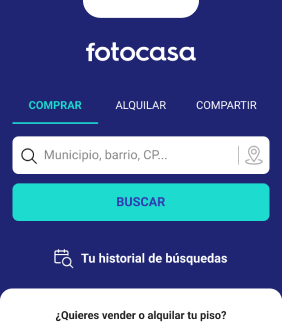 fotocasa
COMPRAR ALQUILAR COMPARTIR
Municipio, barrio, CP...
BUSCAR
Tu historial de búsquedas
¿Quieres vender o alquilar tu piso?